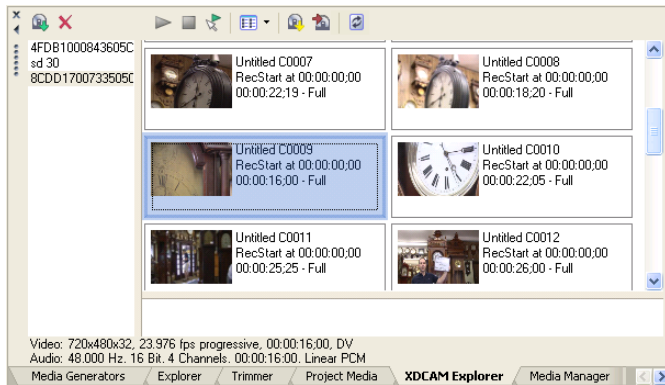 4FDB1000843605C
sd 30
8CDD1700733505C
Untitled C0007
RecStart at 00:00:00;00
00:00:22;19 - Full
Untitled C0008
RecStart at 00:00:00;00
00:00:18;20 - Full
Untitled C0009
RecStart at 00:00:00;00
00:00:16;00 - Full
Untitled C0010
RecStart at 00:00:00;00
00:00:22;05 - Full
Untitled C0011
RecStart at 00:00:00;00
00:00:25;25 - Full
Untitled C0012
RecStart at 00:00:00;00
00:00:26;00 - Full
Video: 720x480x32, 23.976 fps progressive, 00:00:16;00, DV
Audio: 48.000 Hz. 16 Bit. 4 Channels. 00:00:16:00. Linear PCM
Media Generators
Explorer
Trimmer
Project Media
XDCAM Explorer
Media Manager